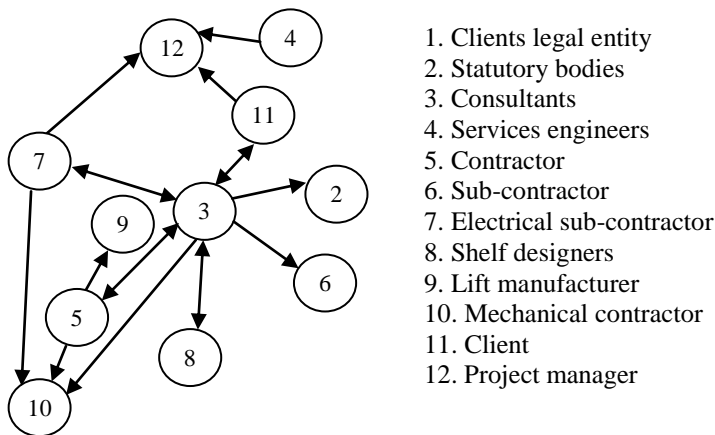 12
4
11
7
2
3
9
6
5
8
10
1. Clients legal entity
2. Statutory bodies
3. Consultants
4. Services engineers
5. Contractor
6. Sub-contractor
7. Electrical sub-contractor
8. Shelf designers
9. Lift manufacturer
10. Mechanical contractor
11. Client
12. Project manager